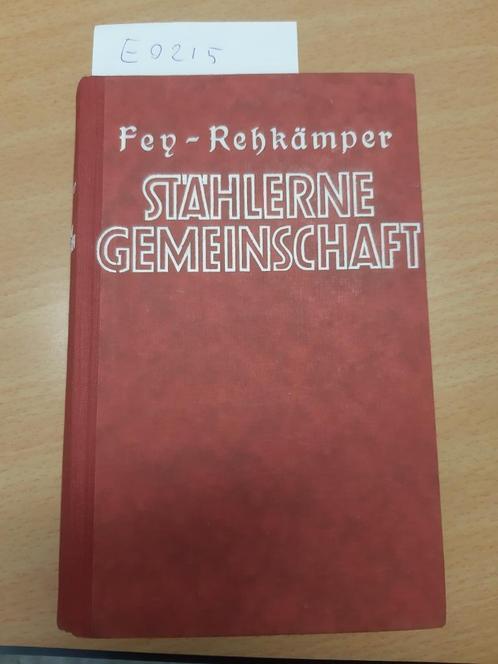 E0215
Fey - Rehkämper
STÄHLERNE
GEMEINSCHAFT